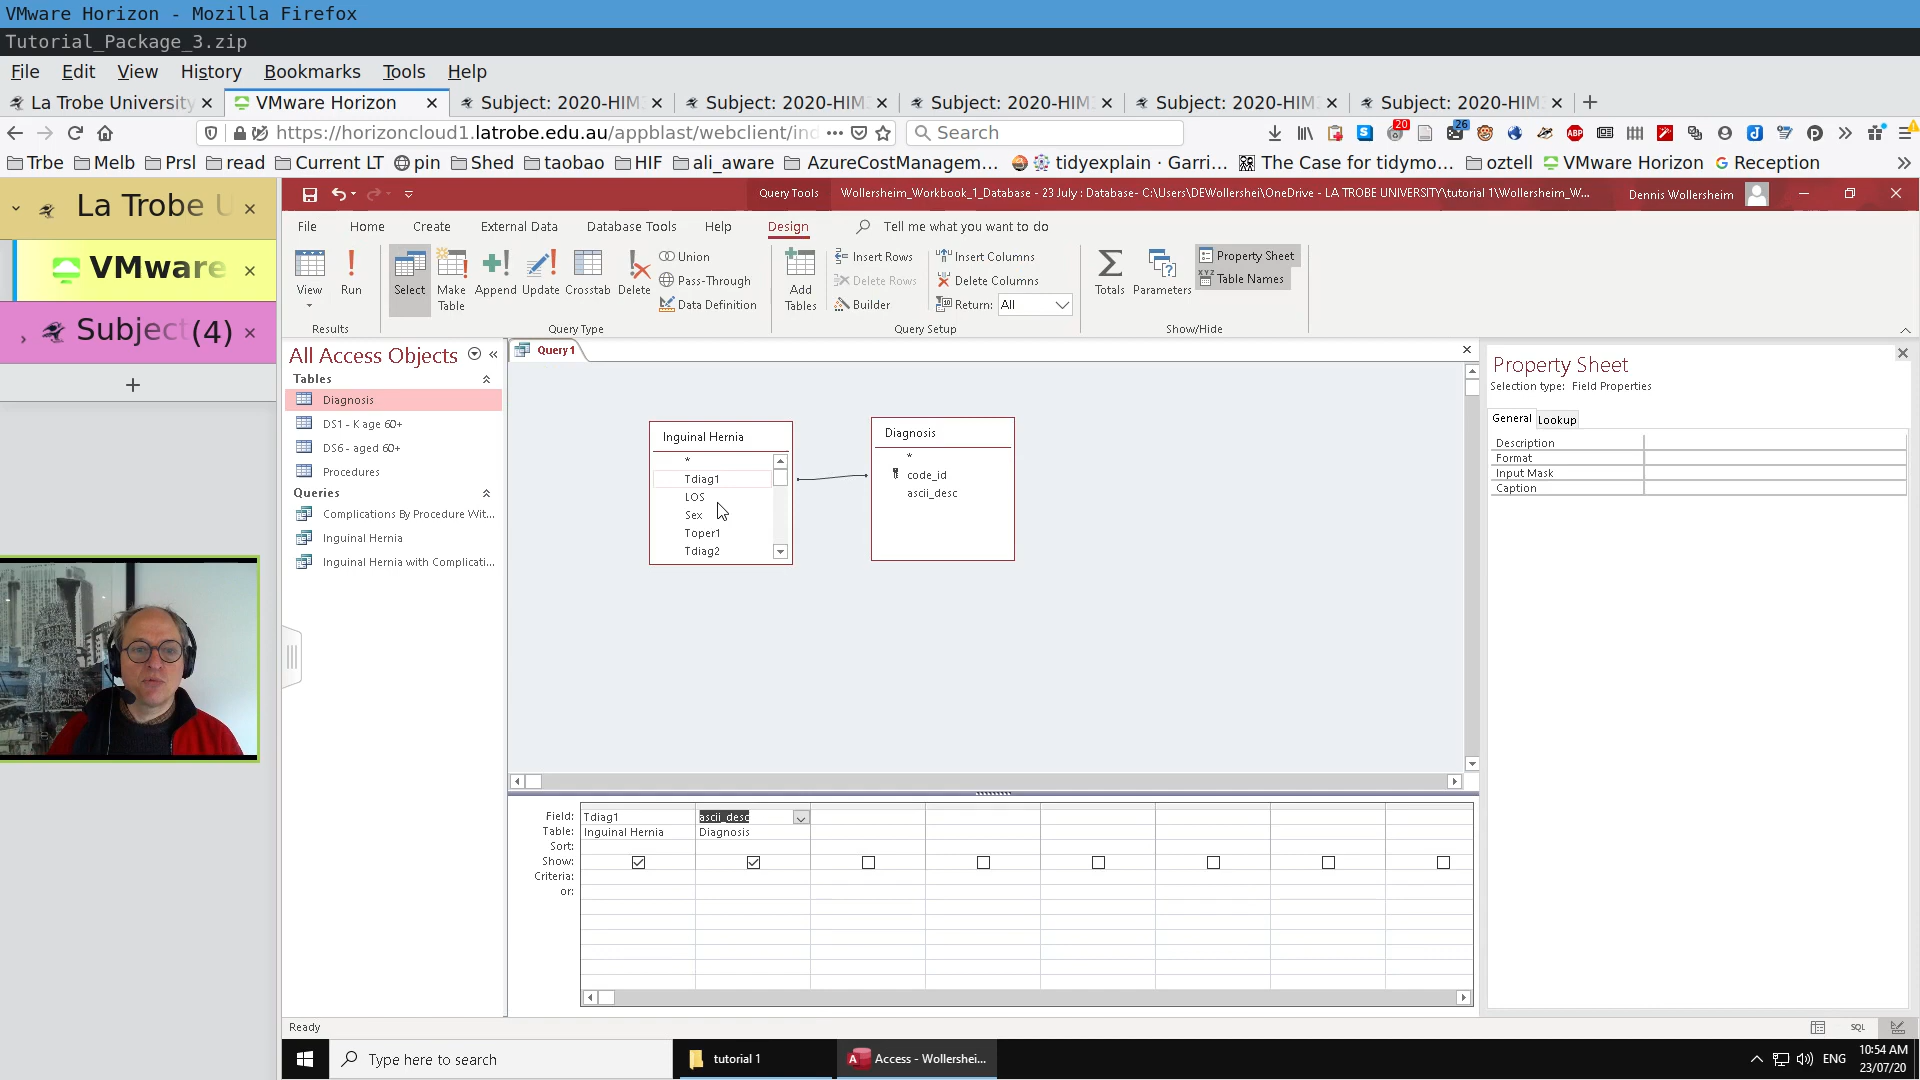 VMware Horizon - Mozilla Firefox
Tutorial_Package_3.zip
File Edit View History Bookmarks Tools Help
La Trobe University VMware Horizon Subject: 2020-HIM Subject: 2020-HIM Subject: 2020-HIM Subject: 2020-HIM Subject: 2020-HIM
https://horizoncloud1.latrobe.edu.au/appblast/webclient/ind Search 20 26 ABP
Trbe Melb Prsl read Current LT pin Shed taobao HIF ali_aware AzureCostManagem... tidyexplain · Garri... The Case for tidymo... oztell VMware Horizon Reception
La Trobe U
VMware
Subject (4)
Query Tools Wollersheim_Workbook_1_Database - 23 July : Database- C:\Users\DEWollershei\OneDrive - LA TROBE UNIVERSITY\tutorial 1\Wollersheim_W... Dennis Wollersheim
File Home Create External Data Database Tools Help Design Tell me what you want to do
View Run Select Make Table Append Update Crosstab Delete
Union
Pass-Through
Data Definition
Add Tables
Insert Rows
Delete Rows
Builder
Insert Columns
Delete Columns
Return: All
Totals Parameters
Property Sheet
Table Names
Results Query Type Query Setup Show/Hide
All Access Objects
Tables
Diagnosis
DS1 - K age 60+
DS6 - aged 60+
Procedures
Queries
Complications By Procedure Wit...
Inguinal Hernia
Inguinal Hernia with Complicati...
Query1
Inguinal Hernia
*
Tdiag1
LOS
Sex
Toper1
Tdiag2
Diagnosis
*
code_id
ascii_desc
Property Sheet
Selection type: Field Properties
General Lookup
Description
Format
Input Mask
Caption
Field: Tdiag1 ascii_desc
Table: Inguinal Hernia Diagnosis
Sort:
Show:
Criteria:
or:
Ready
SQL
Type here to search
tutorial 1
Access - Wollershei...
ENG
10:54 AM
23/07/20